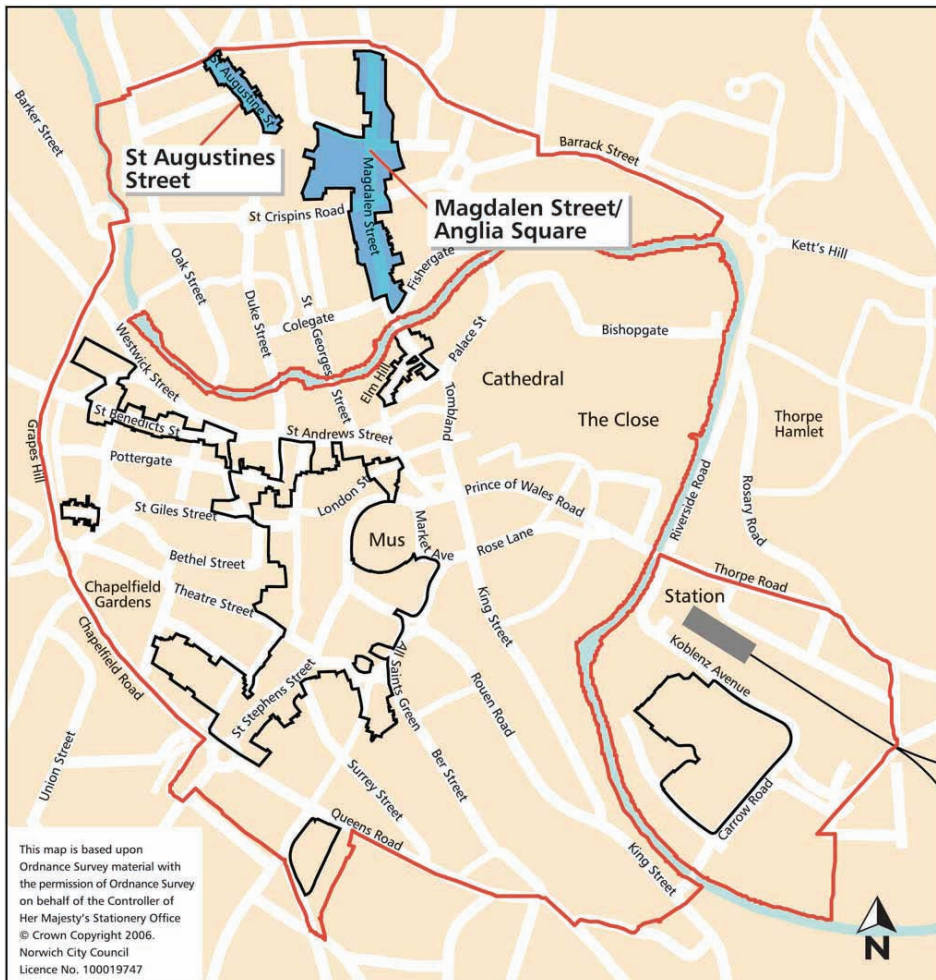 St Augustine St
Barker Street
St Augustines
Street
Magdalen Street
Barrack Street
Magdalen Street/
Anglia Square
St Crispins Road
Kett's Hill
Oak Street
Duke Street
St Georges Street
Fishergate
Colegate
Bishopgate
Palace St
Westwick Street
Elm Hill
Cathedral
Tombland
The Close
Thorpe
Hamlet
St Benedicts St
St Andrews Street
Grapes Hill
Pottergate
London St
Prince of Wales Road
Riverside Road
Rosary Road
St Giles Street
Mus
Market Ave
Rose Lane
Bethel Street
Thorpe Road
Chapelfield
Gardens
Theatre Street
King Street
Station
Koblenz Avenue
Chapelfield Road
All Saints Green
St Stephens Street
Rouen Road
Union Street
Surrey Street
Ber Street
Carrow Road
Queens Road
King Street
This map is based upon
Ordnance Survey material with
the permission of Ordnance Survey
on behalf of the Controller of
Her Majesty's Stationery Office
© Crown Copyright 2006.
Norwich City Council
Licence No. 100019747
N